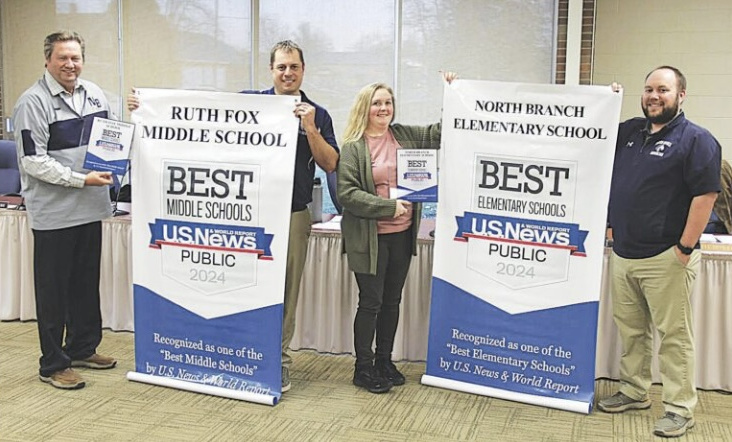 RUTH FOX
MIDDLE SCHOOL
BEST
MIDDLE SCHOOLS
& WORLD REPORT
U.S.News
PUBLIC
2024
Recognized as one of the
"Best Middle Schools"
by U.S. News & World Report
NORTH BRANCH
ELEMENTARY SCHOOL
BEST
ELEMENTARY SCHOOLS
& WORLD REPORT
U.S.News
PUBLIC
2024
Recognized as one of the
"Best Elementary Schools"
by U.S. News & World Report
BEST
BEST
NB